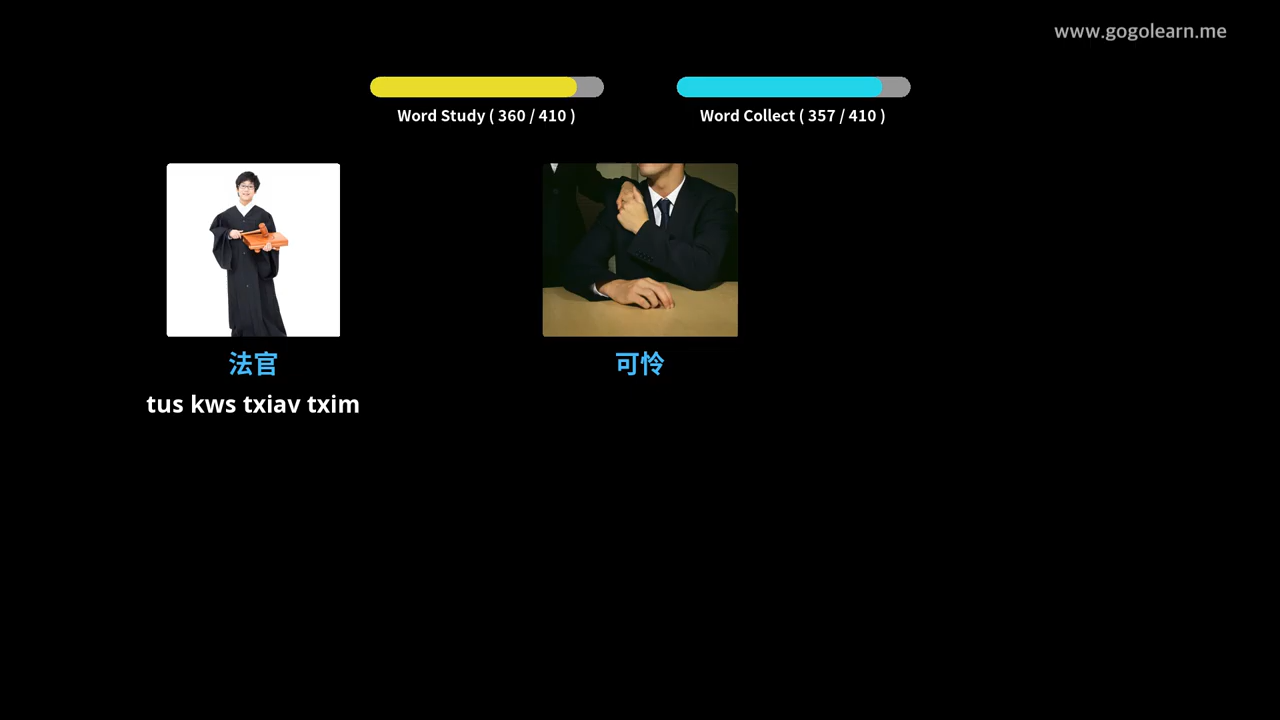 www.gogolearn.me
Word Study ( 360 / 410 )
Word Collect ( 357 / 410 )
法官
可怜
tus kws txiav txim